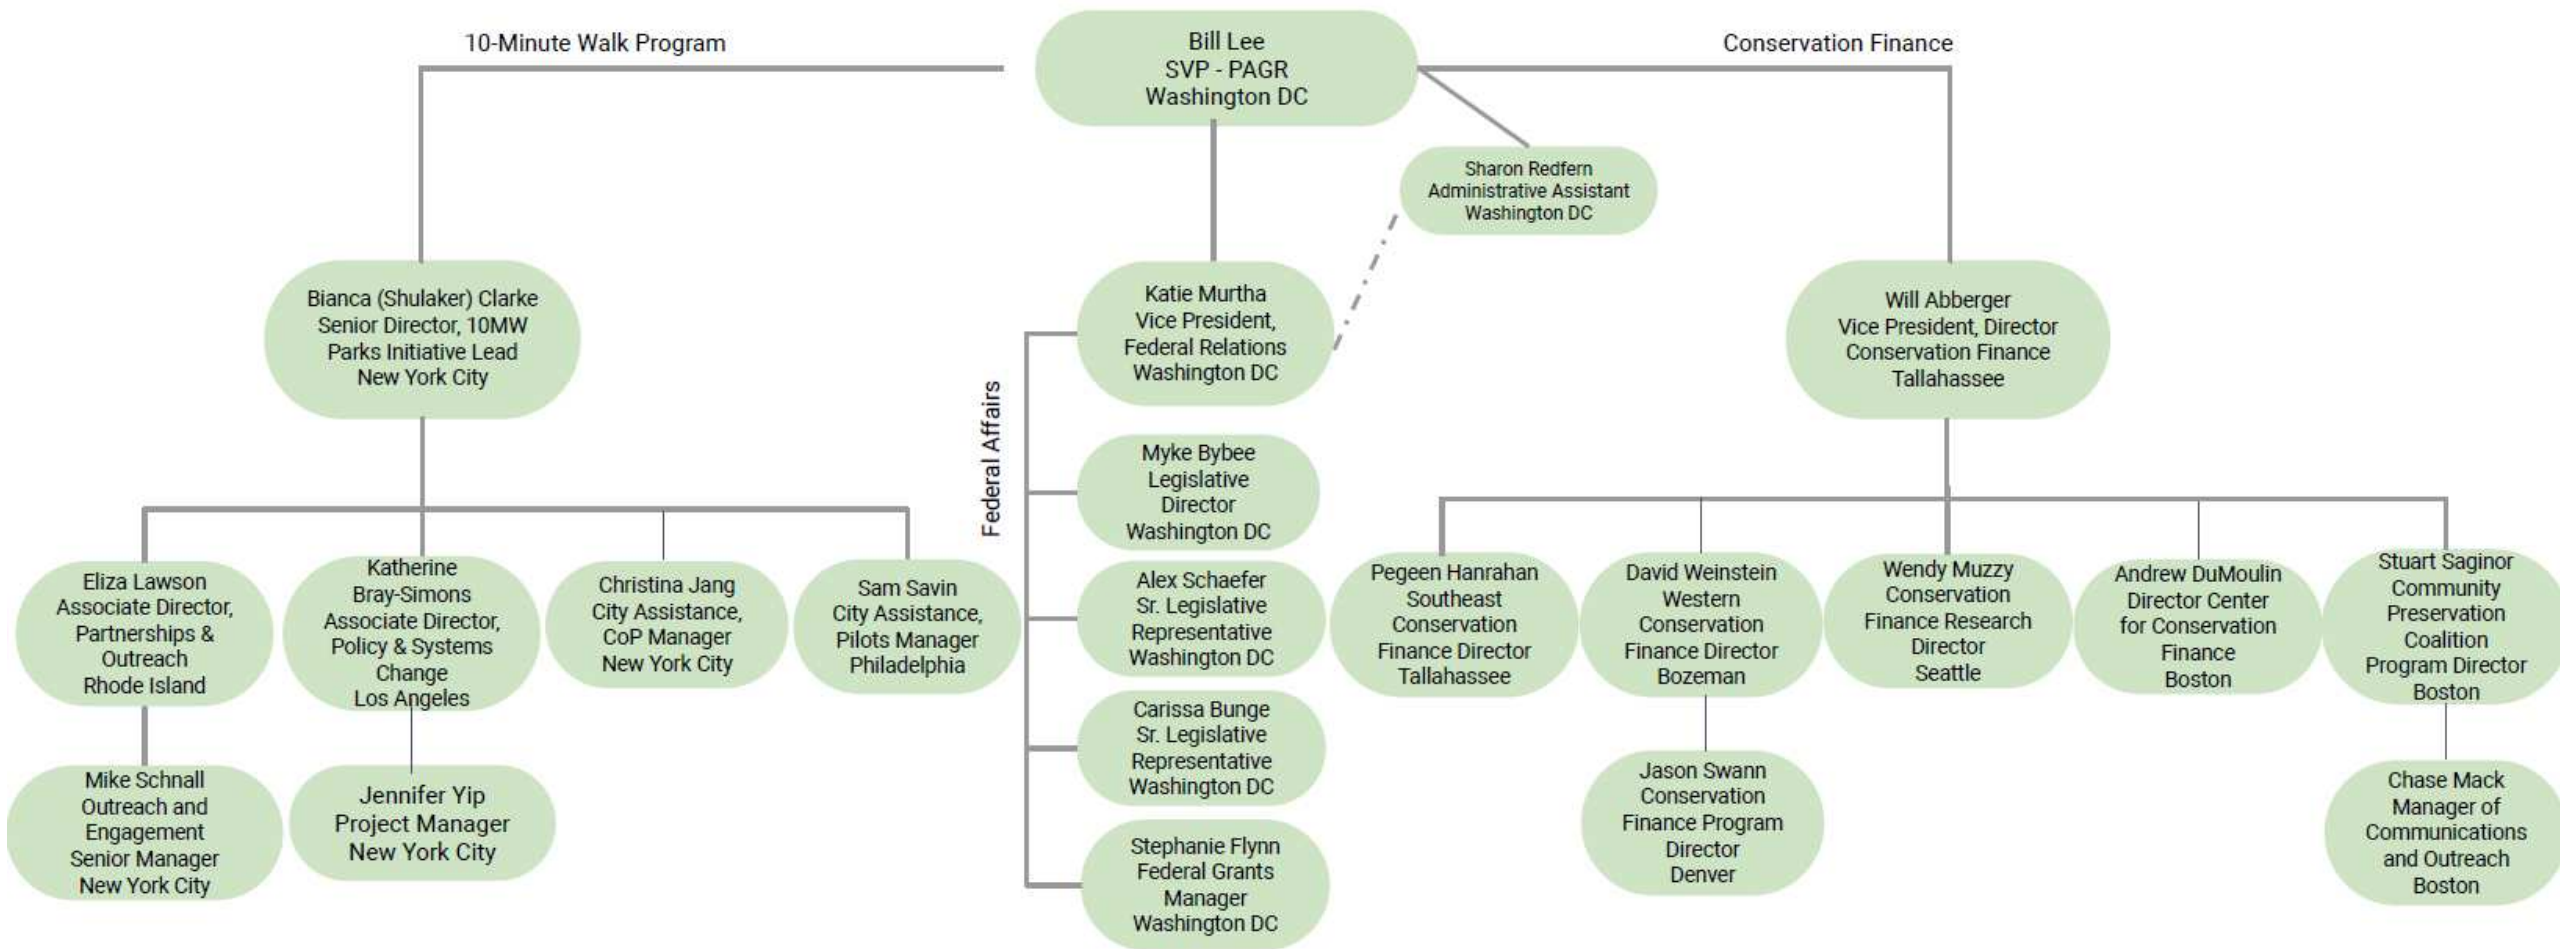 10-Minute Walk Program
Bill Lee
SVP - PAGR
Washington DC
Conservation Finance
Sharon Redfern
Administrative Assistant
Washington DC
Bianca (Shulaker) Clarke
Senior Director, 10MW
Parks Initiative Lead
New York City
Katie Murtha
Vice President,
Federal Relations
Washington DC
Will Abberger
Vice President, Director
Conservation Finance
Tallahassee
Federal Affairs
Myke Bybee
Legislative
Director
Washington DC
Alex Schaefer
Sr. Legislative
Representative
Washington DC
Carissa Bunge
Sr. Legislative
Representative
Washington DC
Stephanie Flynn
Federal Grants
Manager
Washington DC
Eliza Lawson
Associate Director,
Partnerships &
Outreach
Rhode Island
Katherine
Bray-Simons
Associate Director,
Policy & Systems
Change
Los Angeles
Christina Jang
City Assistance,
CoP Manager
New York City
Sam Savin
City Assistance,
Pilots Manager
Philadelphia
Mike Schnall
Outreach and
Engagement
Senior Manager
New York City
Jennifer Yip
Project Manager
New York City
Pegeen Hanrahan
Southeast
Conservation
Finance Director
Tallahassee
David Weinstein
Western
Conservation
Finance Director
Bozeman
Wendy Muzzy
Conservation
Finance Research
Director
Seattle
Andrew DuMoulin
Director Center
for Conservation
Finance
Boston
Stuart Saginor
Community
Preservation
Coalition
Program Director
Boston
Jason Swann
Conservation
Finance Program
Director
Denver
Chase Mack
Manager of
Communications
and Outreach
Boston